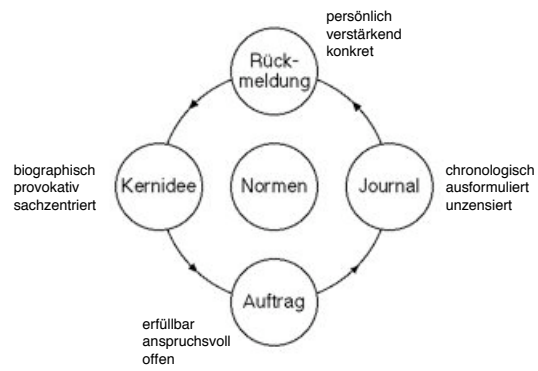 persönlich
verstärkend
konkret
Rück-
meldung
biographisch
provokativ
sachzentriert
Kernidee
Normen
Journal
chronologisch
ausformuliert
unzensiert
Auftrag
erfüllbar
anspruchsvoll
offen